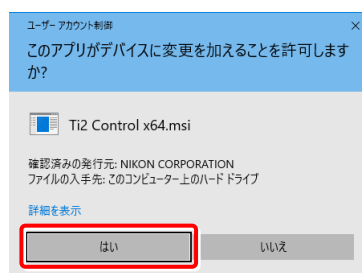 ユーザー アカウント制御
このアプリがデバイスに変更を加えることを許可します
か?
Ti2 Control x64.msi
確認済みの発行元: NIKON CORPORATION
ファイルの入手先: このコンピューター上のハード ドライブ
詳細を表示
はい
いいえ